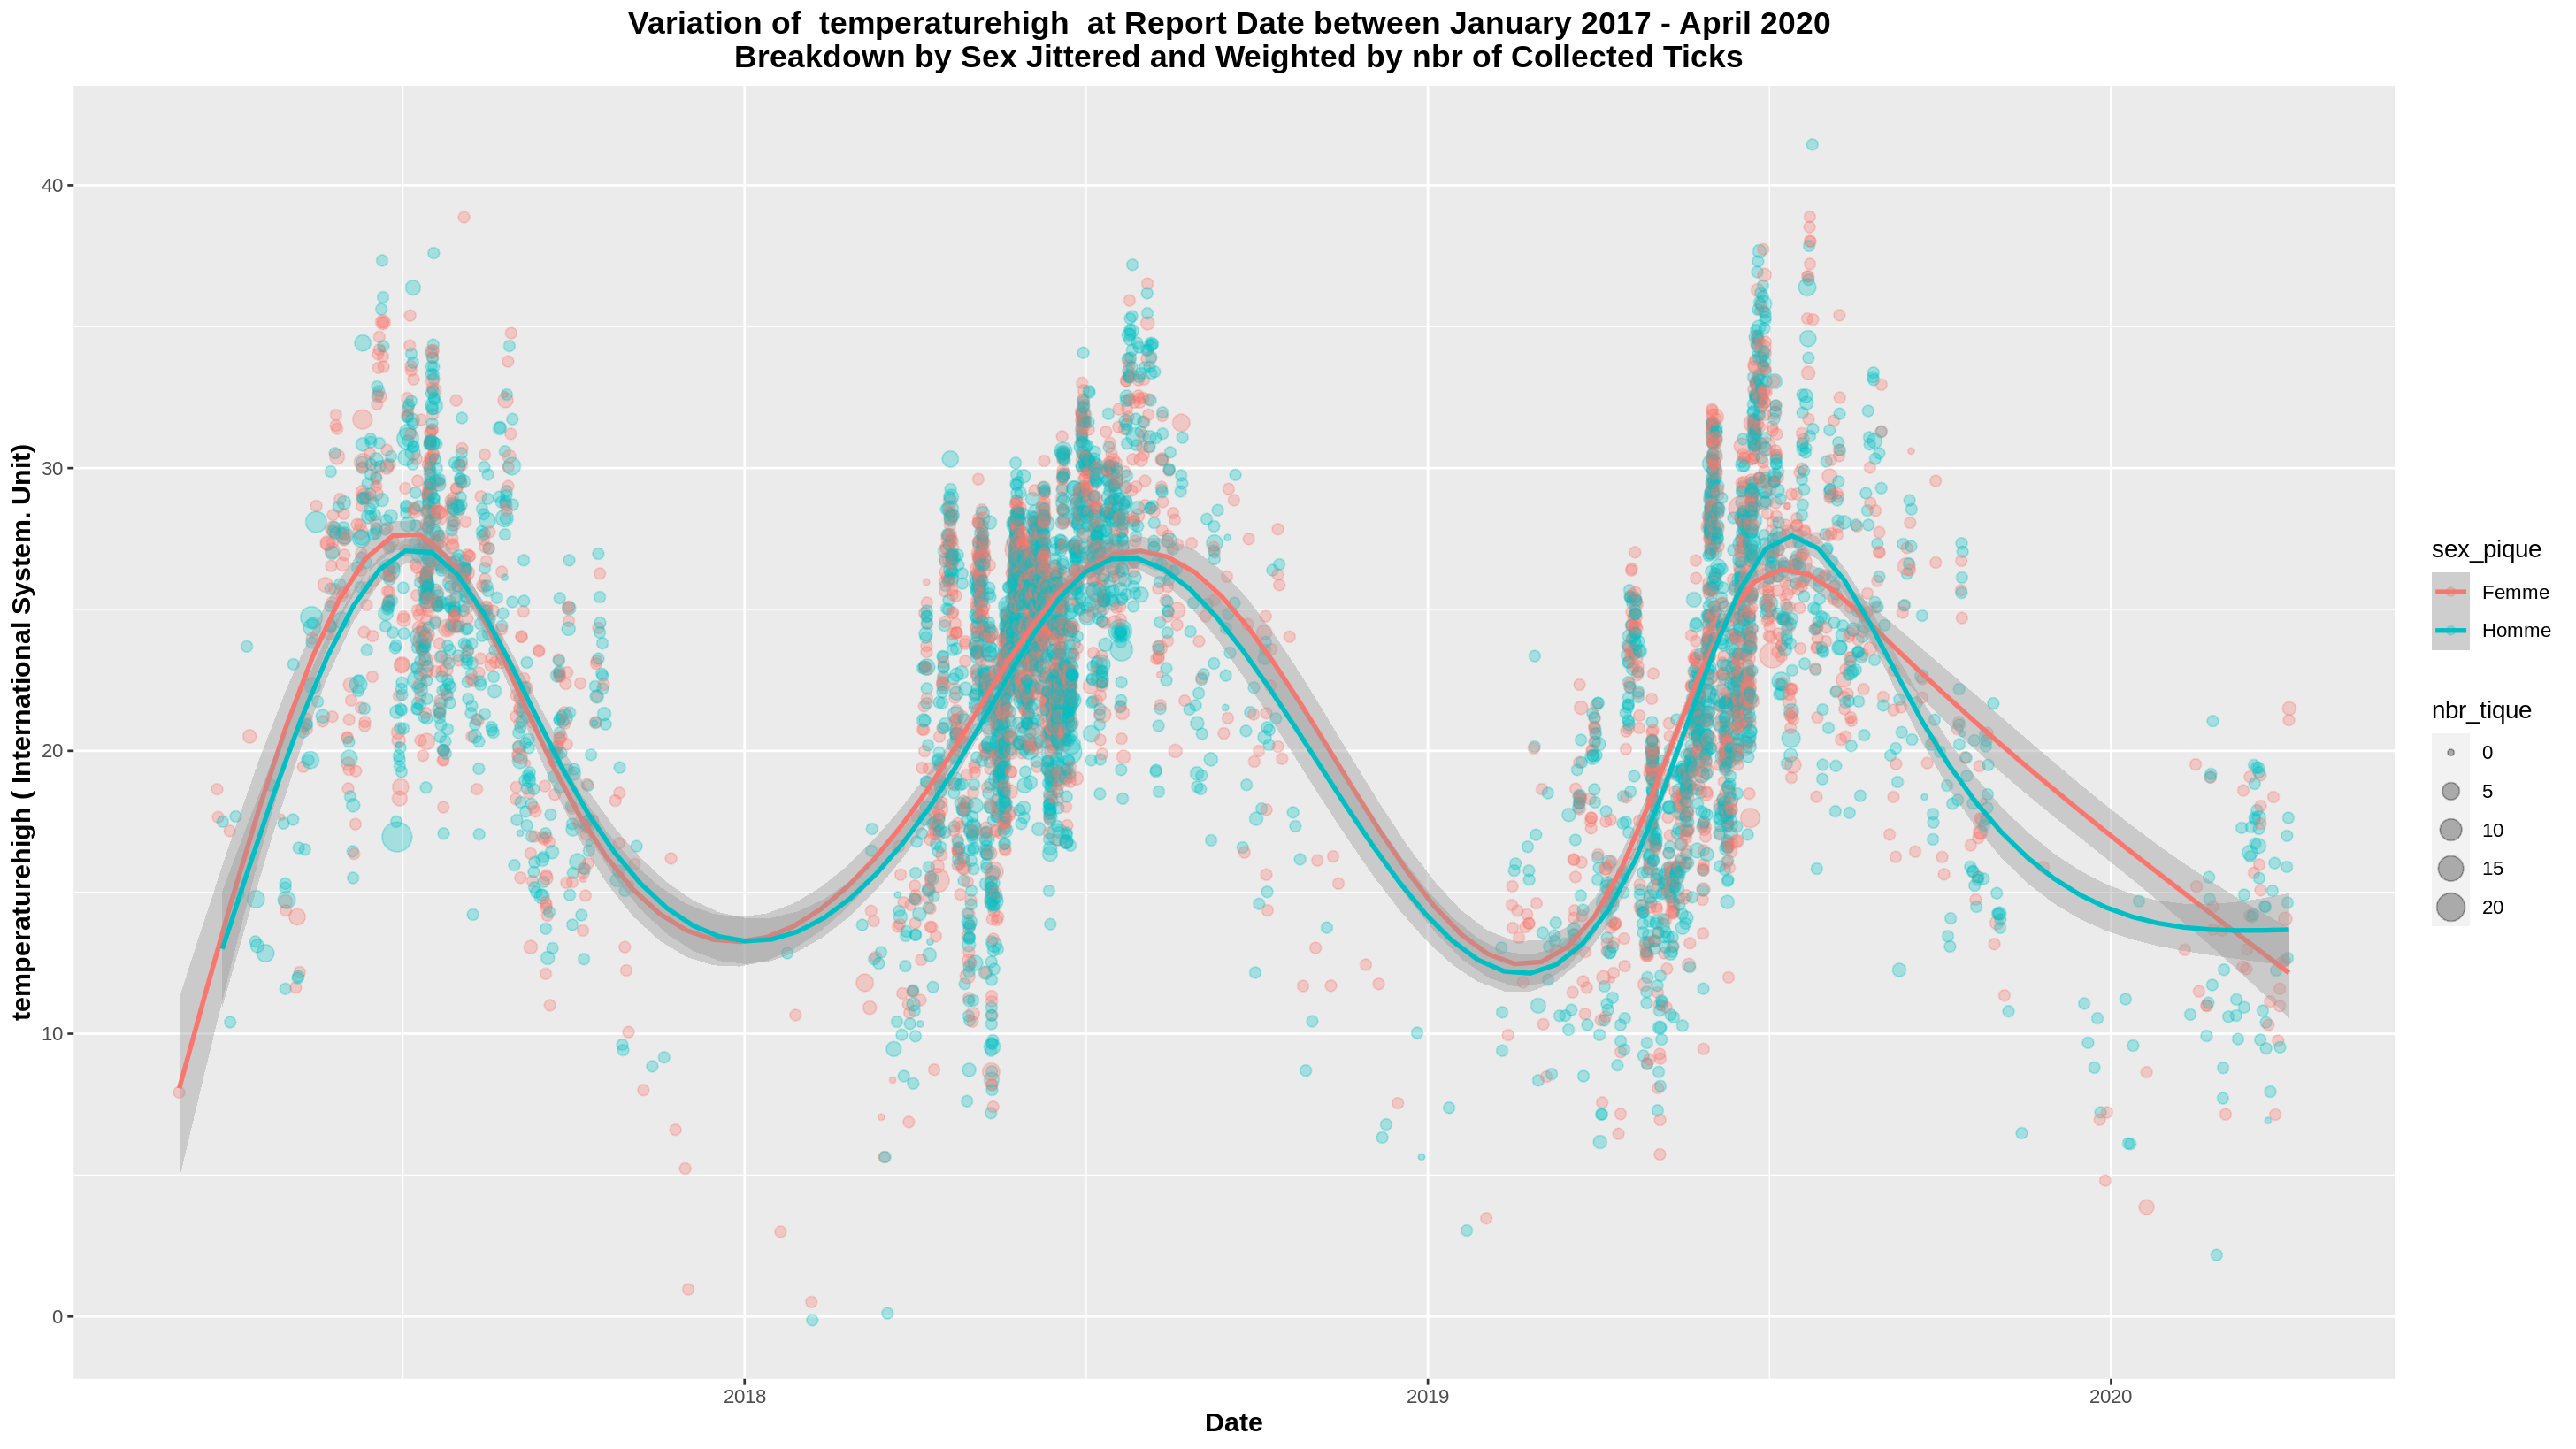 Variation of  temperaturehigh  at Report Date between January 2017 - April 2020
Breakdown by Sex Jittered and Weighted by nbr of Collected Ticks
temperaturehigh ( International System. Unit)
40
30
20
10
0
2018
2019
2020
Date
sex_pique
Femme
Homme
nbr_tique
0
5
10
15
20